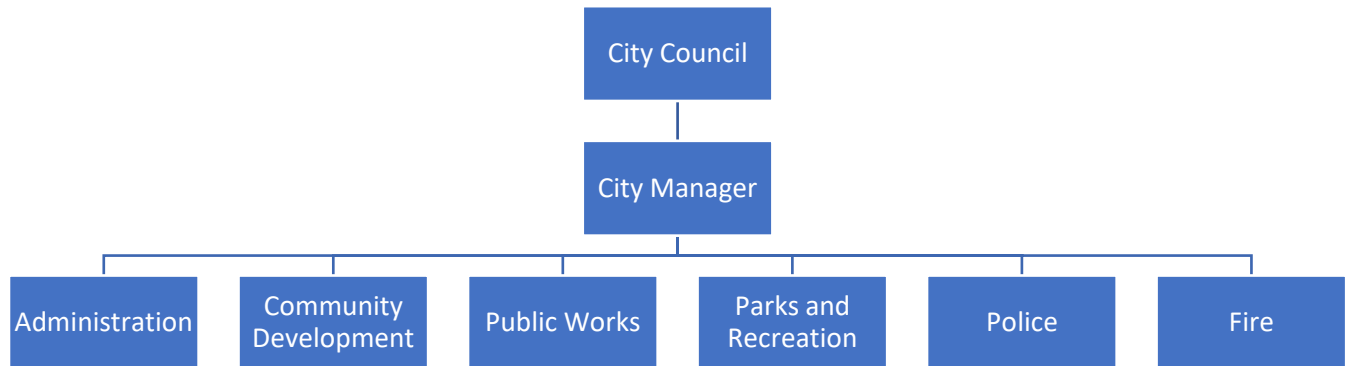 City Council
City Manager
Administration
Community
Development
Public Works
Parks and
Recreation
Police
Fire